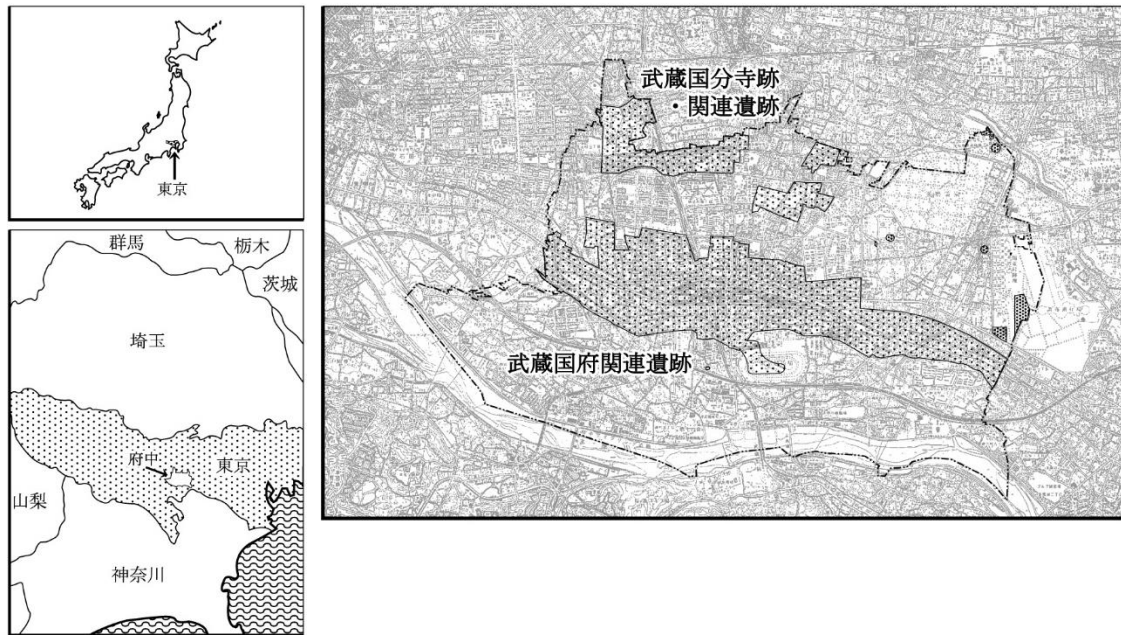 東京
群馬
栃木
茨城
埼玉
府中
東京
山梨
神奈川
武蔵国分寺跡
・関連遺跡
武蔵国府関連遺跡